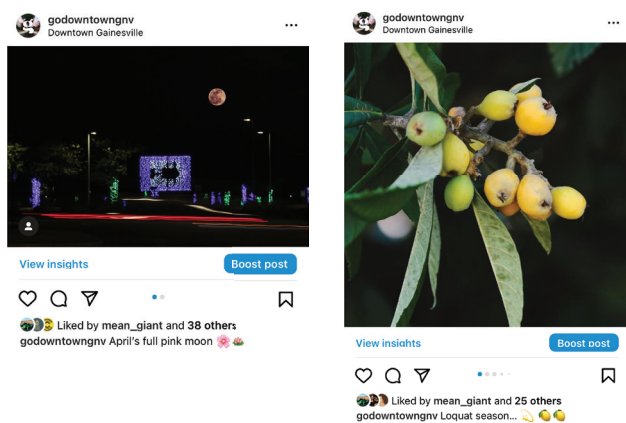 godowntowngnv
Downtown Gainesville
View insights
Boost post
Liked by mean_giant and 38 others
godowntowngnv April's full pink moon 🌸🪷
godowntowngnv
Downtown Gainesville
View insights
Boost post
Liked by mean_giant and 25 others
godowntowngnv Loquat season... 💫🍋🍋